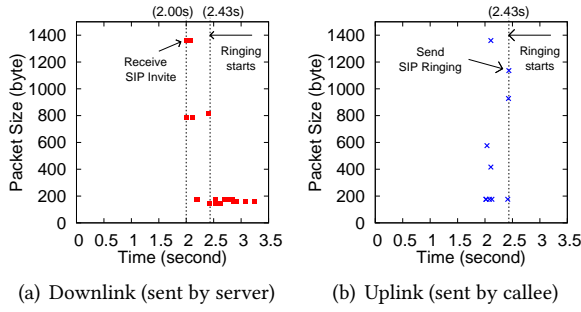 (2.00s) (2.43s)
1400
1200
1000
800
600
400
200
0
Packet Size (byte)
Receive
SIP Invite
Ringing
starts
0 0.5 1 1.5 2 2.5 3 3.5
Time (second)
(a) Downlink (sent by server)
(2.43s)
1400
1200
1000
800
600
400
200
0
Packet Size (byte)
Send
SIP Ringing
Ringing
starts
0 0.5 1 1.5 2 2.5 3 3.5
Time (second)
(b) Uplink (sent by callee)